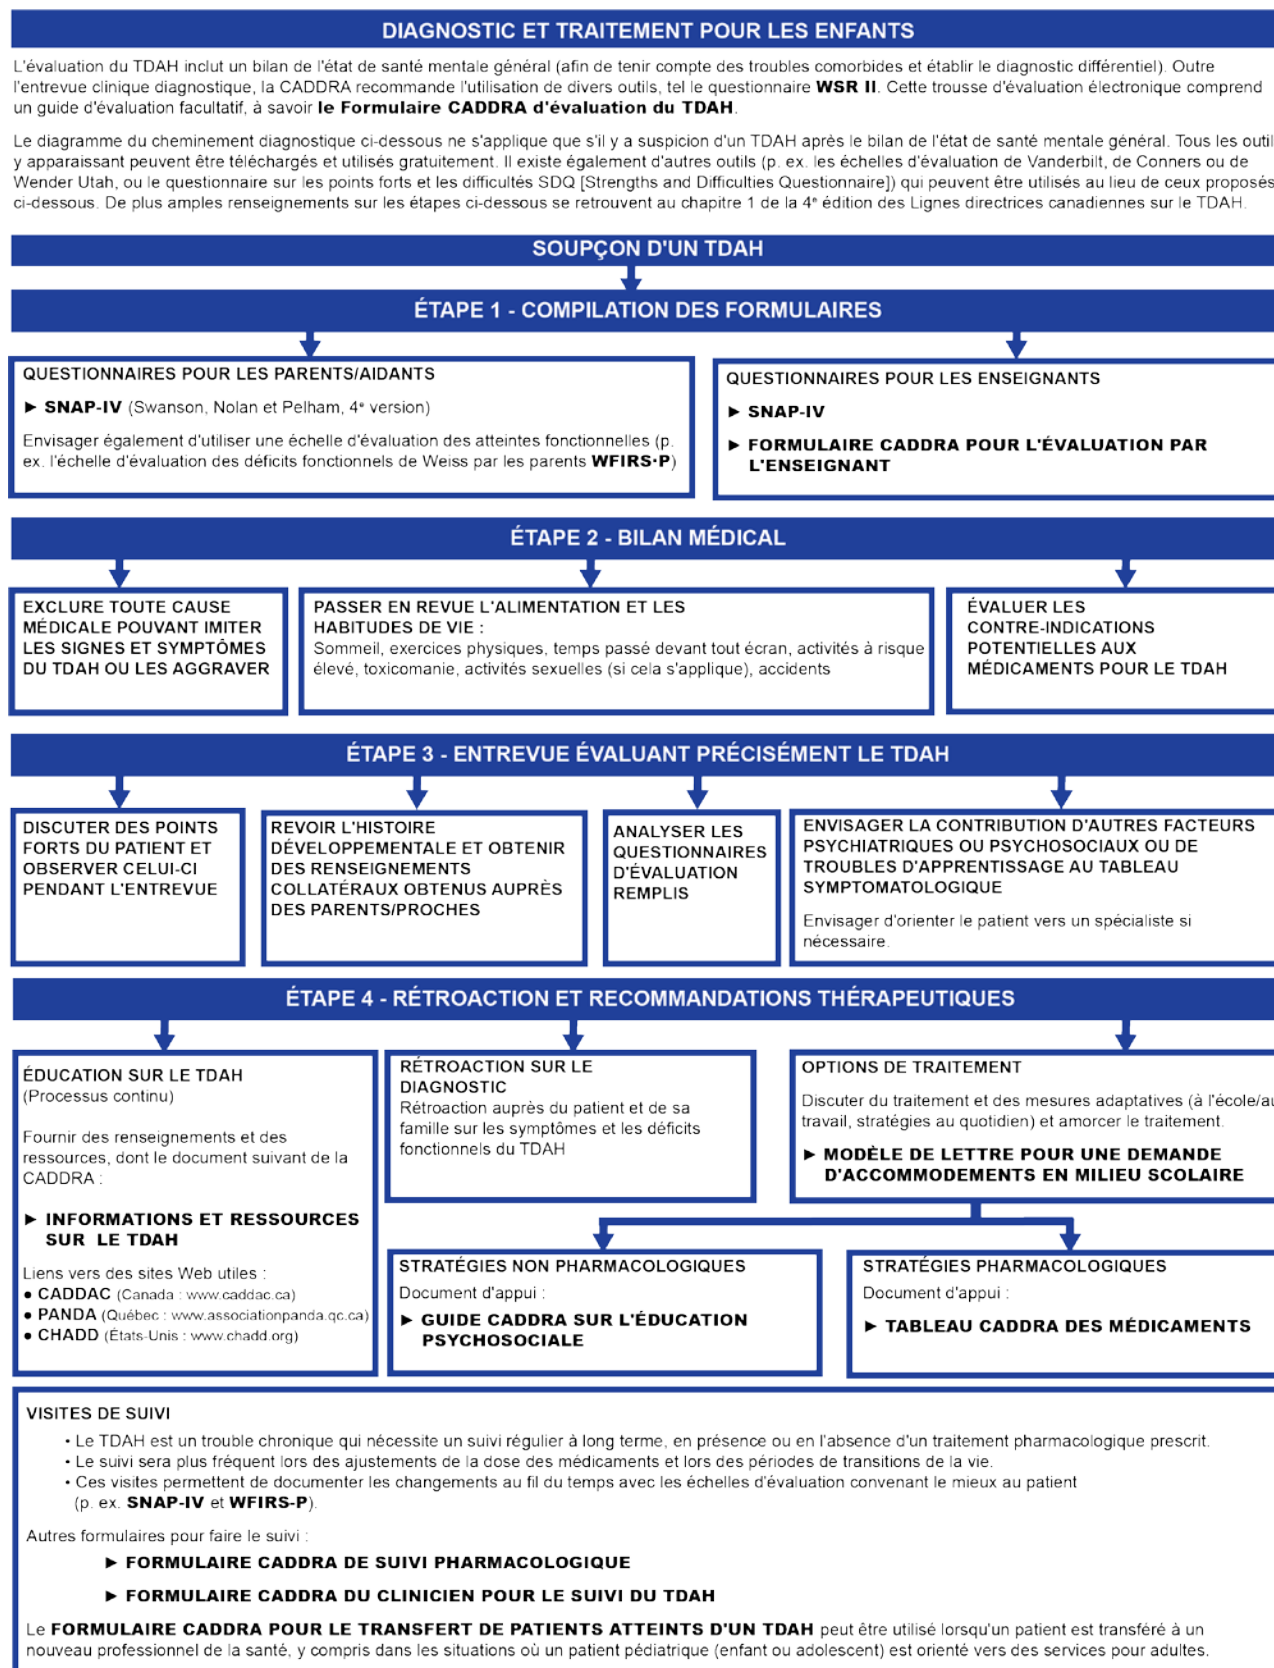 DIAGNOSTIC ET TRAITEMENT POUR LES ENFANTS
L'évaluation du TDAH inclut un bilan de l'état de santé mentale général (afin de tenir compte des troubles comorbides et établir le diagnostic différentiel). Outre
l'entrevue clinique diagnostique, la CADDRA recommande l'utilisation de divers outils, tel le questionnaire WSR II. Cette trousse d'évaluation électronique comprend
un guide d'évaluation facultatif, à savoir le Formulaire CADDRA d'évaluation du TDAH.
Le diagramme du cheminement diagnostique ci-dessous ne s'applique que s'il y a suspicion d'un TDAH après le bilan de l'état de santé mentale général. Tous les outil
y apparaissant peuvent être téléchargés et utilisés gratuitement. Il existe également d'autres outils (p. ex. les échelles d'évaluation de Vanderbilt, de Conners ou de
Wender Utah, ou le questionnaire sur les points forts et les difficultés SDQ [Strengths and Difficulties Questionnaire]) qui peuvent être utilisés au lieu de ceux proposés
ci-dessous. De plus amples renseignements sur les étapes ci-dessous se retrouvent au chapitre 1 de la 4e édition des Lignes directrices canadiennes sur le TDAH.
SOUPÇON D'UN TDAH
ÉTAPE 1 - COMPILATION DES FORMULAIRES
QUESTIONNAIRES POUR LES PARENTS/AIDANTS
► SNAP-IV (Swanson, Nolan et Pelham, 4e version)
Envisager également d'utiliser une échelle d'évaluation des atteintes fonctionnelles (p.
ex. l'échelle d'évaluation des déficits fonctionnels de Weiss par les parents WFIRS·P)
QUESTIONNAIRES POUR LES ENSEIGNANTS
► SNAP-IV
► FORMULAIRE CADDRA POUR L'ÉVALUATION PAR
L'ENSEIGNANT
ÉTAPE 2 - BILAN MÉDICAL
EXCLURE TOUTE CAUSE
MÉDICALE POUVANT IMITER
LES SIGNES ET SYMPTÔMES
DU TDAH OU LES AGGRAVER
PASSER EN REVUE L'ALIMENTATION ET LES
HABITUDES DE VIE :
Sommeil, exercices physiques, temps passé devant tout écran, activités à risque
élevé, toxicomanie, activités sexuelles (si cela s'applique), accidents
ÉVALUER LES
CONTRE-INDICATIONS
POTENTIELLES AUX
MÉDICAMENTS POUR LE TDAH
ÉTAPE 3 - ENTREVUE ÉVALUANT PRÉCISÉMENT LE TDAH
DISCUTER DES POINTS
FORTS DU PATIENT ET
OBSERVER CELUI-CI
PENDANT L'ENTREVUE
REVOIR L'HISTOIRE
DÉVELOPPEMENTALE ET OBTENIR
DES RENSEIGNEMENTS
COLLATÉRAUX OBTENUS AUPRÈS
DES PARENTS/PROCHES
ANALYSER LES
QUESTIONNAIRES
D'ÉVALUATION
REMPLIS
ENVISAGER LA CONTRIBUTION D'AUTRES FACTEURS
PSYCHIATRIQUES OU PSYCHOSOCIAUX OU DE
TROUBLES D'APPRENTISSAGE AU TABLEAU
SYMPTOMATOLOGIQUE
Envisager d'orienter le patient vers un spécialiste si
nécessaire.
ÉTAPE 4 - RÉTROACTION ET RECOMMANDATIONS THÉRAPEUTIQUES
ÉDUCATION SUR LE TDAH
(Processus continu)
Fournir des renseignements et des
ressources, dont le document suivant de la
CADDRA :
► INFORMATIONS ET RESSOURCES
SUR LE TDAH
Liens vers des sites Web utiles :
● CADDAC (Canada : www.caddac.ca)
● PANDA (Québec : www.associationpanda.qc.ca)
● CHADD (États-Unis : www.chadd.org)
RÉTROACTION SUR LE
DIAGNOSTIC
Rétroaction auprès du patient et de sa
famille sur les symptômes et les déficits
fonctionnels du TDAH
OPTIONS DE TRAITEMENT
Discuter du traitement et des mesures adaptatives (à l'école/au
travail, stratégies au quotidien) et amorcer le traitement.
► MODÈLE DE LETTRE POUR UNE DEMANDE
D'ACCOMMODEMENTS EN MILIEU SCOLAIRE
STRATÉGIES NON PHARMACOLOGIQUES
Document d'appui :
► GUIDE CADDRA SUR L'ÉDUCATION
PSYCHOSOCIALE
STRATÉGIES PHARMACOLOGIQUES
Document d'appui :
► TABLEAU CADDRA DES MÉDICAMENTS
VISITES DE SUIVI
• Le TDAH est un trouble chronique qui nécessite un suivi régulier à long terme, en présence ou en l'absence d'un traitement pharmacologique prescrit.
• Le suivi sera plus fréquent lors des ajustements de la dose des médicaments et lors des périodes de transitions de la vie.
• Ces visites permettent de documenter les changements au fil du temps avec les échelles d'évaluation convenant le mieux au patient
(p. ex. SNAP-IV et WFIRS-P).
Autres formulaires pour faire le suivi :
► FORMULAIRE CADDRA DE SUIVI PHARMACOLOGIQUE
► FORMULAIRE CADDRA DU CLINICIEN POUR LE SUIVI DU TDAH
Le FORMULAIRE CADDRA POUR LE TRANSFERT DE PATIENTS ATTEINTS D'UN TDAH peut être utilisé lorsqu'un patient est transféré à un
nouveau professionnel de la santé, y compris dans les situations où un patient pédiatrique (enfant ou adolescent) est orienté vers des services pour adultes.